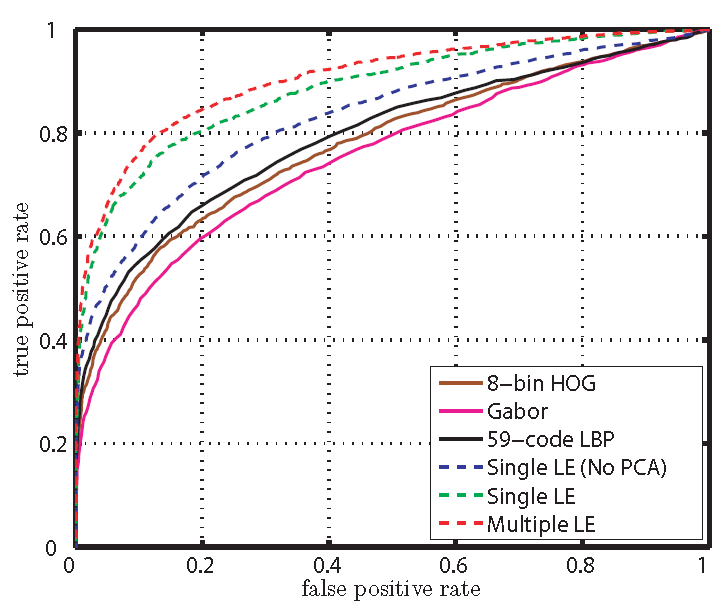 1
0.8
0.6
0.4
0.2
0
true positive rate
8-bin HOG
Gabor
59-code LBP
Single LE (No PCA)
Single LE
Multiple LE
0 0.2 0.4 0.6 0.8 1
false positive rate